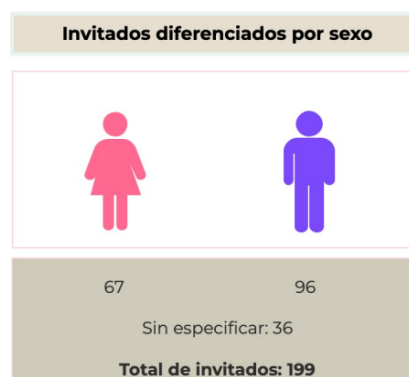 Invitados diferenciados por sexo
67 96
Sin especificar: 36
Total de invitados: 199